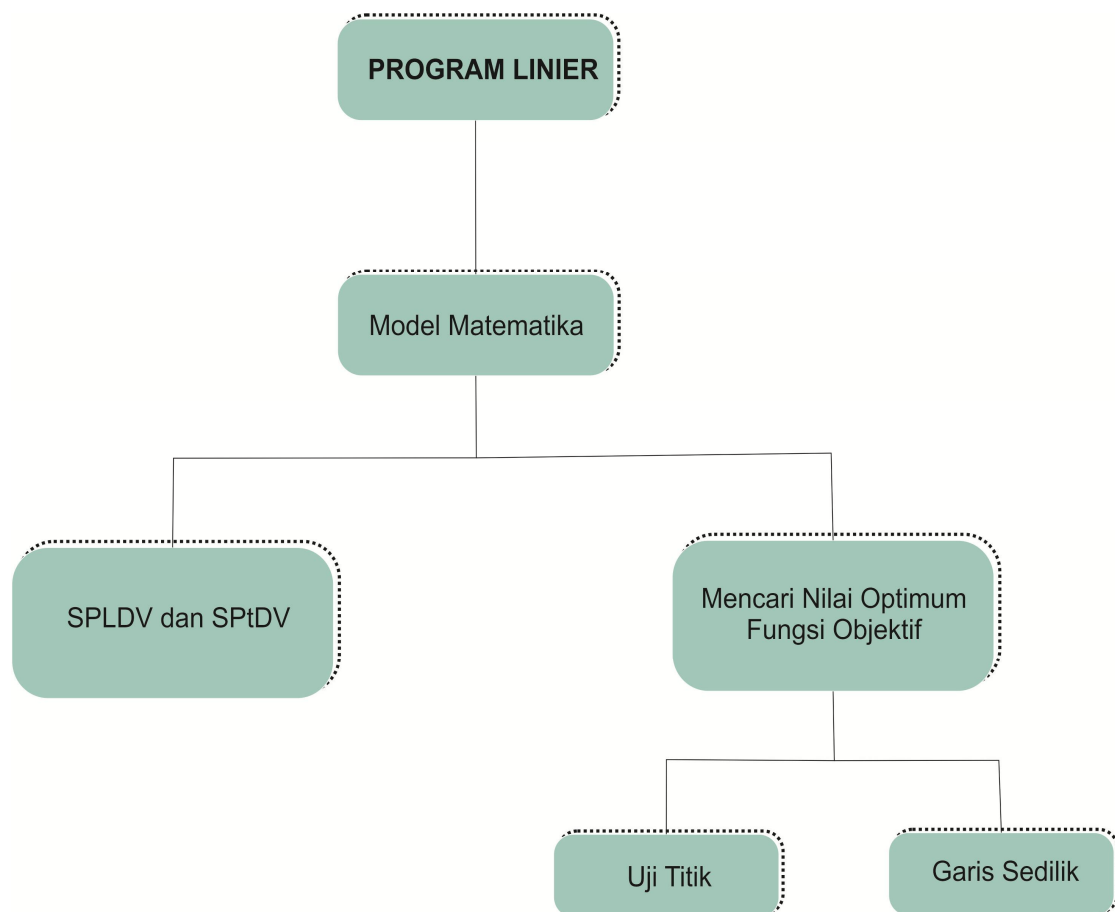 PROGRAM LINIER
Model Matematika
SPLDV dan SPtDV
Mencari Nilai Optimum
Fungsi Objektif
Uji Titik
Garis Sedilik